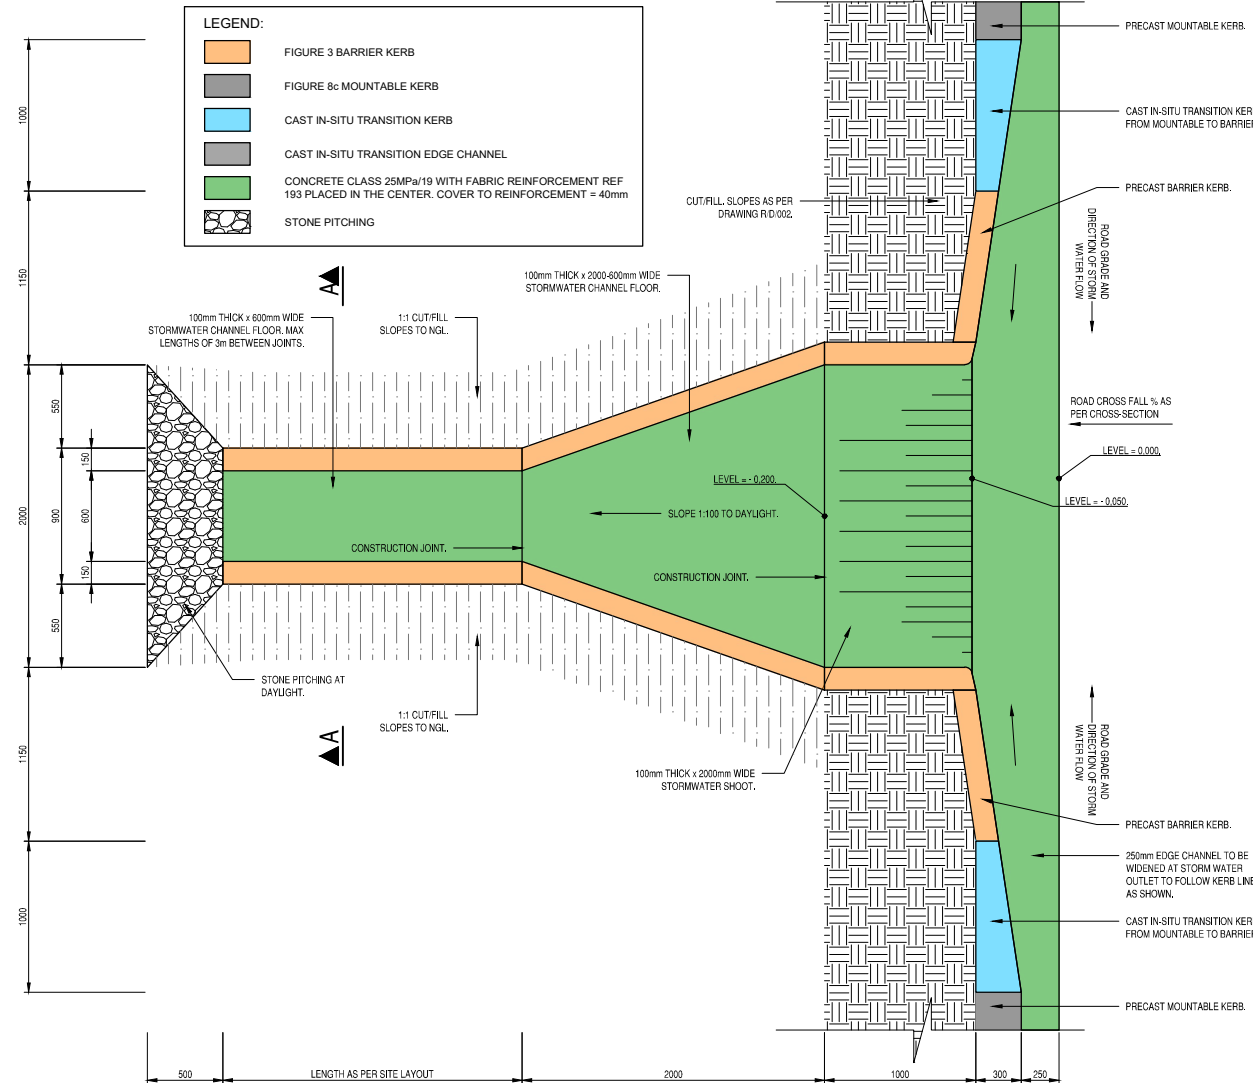 LEGEND:
FIGURE 3 BARRIER KERB
FIGURE 8c MOUNTABLE KERB
CAST IN-SITU TRANSITION KERB
CAST IN-SITU TRANSITION EDGE CHANNEL
CONCRETE CLASS 25MPa/19 WITH FABRIC REINFORCEMENT REF
193 PLACED IN THE CENTER. COVER TO REINFORCEMENT = 40mm
STONE PITCHING
PRECAST MOUNTABLE KERB.
CAST IN-SITU TRANSITION KER
FROM MOUNTABLE TO BARRIER
PRECAST BARRIER KERB.
CUT/FILL. SLOPES AS PER
DRAWING R/D/002.
ROAD GRADE AND
DIRECTION OF STORM
WATER FLOW
A
100mm THICK x 600mm WIDE
STORMWATER CHANNEL FLOOR. MAX
LENGTHS OF 3m BETWEEN JOINTS.
1:1 CUT/FILL
SLOPES TO NGL.
100mm THICK x 2000-600mm WIDE
STORMWATER CHANNEL FLOOR.
ROAD CROSS FALL % AS
PER CROSS-SECTION
LEVEL = 0.000.
LEVEL = - 0,200.
LEVEL = - 0,050.
SLOPE 1:100 TO DAYLIGHT.
CONSTRUCTION JOINT.
CONSTRUCTION JOINT.
STONE PITCHING AT
DAYLIGHT.
1:1 CUT/FILL
SLOPES TO NGL.
A
100mm THICK x 2000mm WIDE
STORMWATER SHOOT.
ROAD GRADE AND
DIRECTION OF STORM
WATER FLOW
PRECAST BARRIER KERB.
250mm EDGE CHANNEL TO BE
WIDENED AT STORM WATER
OUTLET TO FOLLOW KERB LINE
AS SHOWN.
CAST IN-SITU TRANSITION KER
FROM MOUNTABLE TO BARRIER
PRECAST MOUNTABLE KERB.
1000
1150
2000
1150
1000
550
900
550
150
600
150
500
LENGTH AS PER SITE LAYOUT
2000
1000
300
250